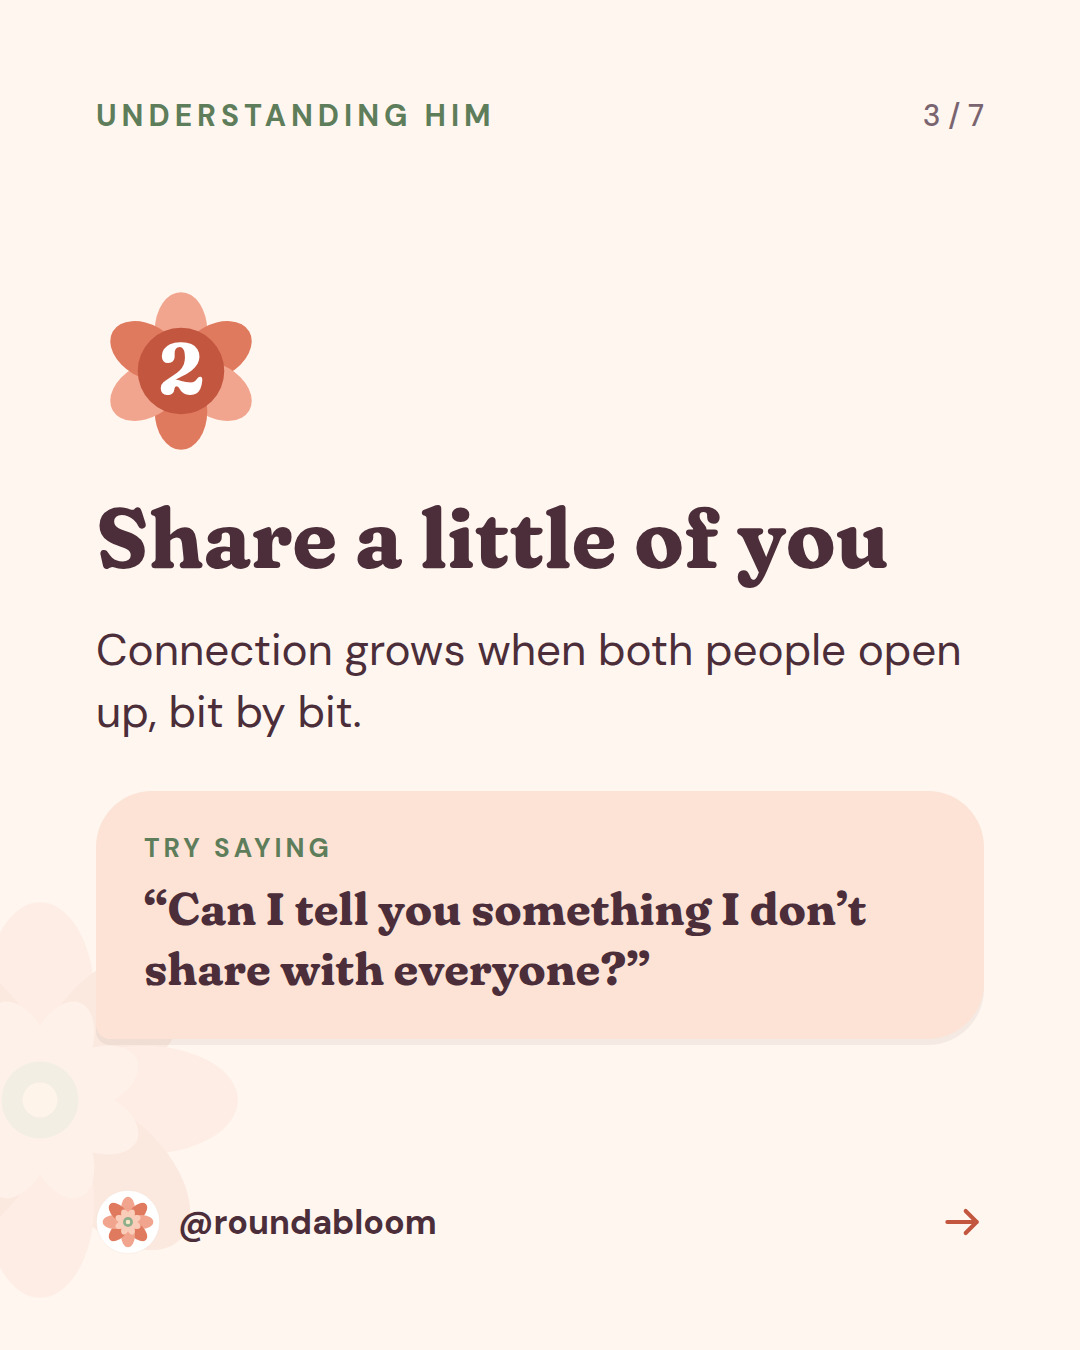 UNDERSTANDING HIM
3 / 7
2
Share a little of you
Connection grows when both people open
up, bit by bit.
TRY SAYING
“Can I tell you something I don’t
share with everyone?”
@roundabloom